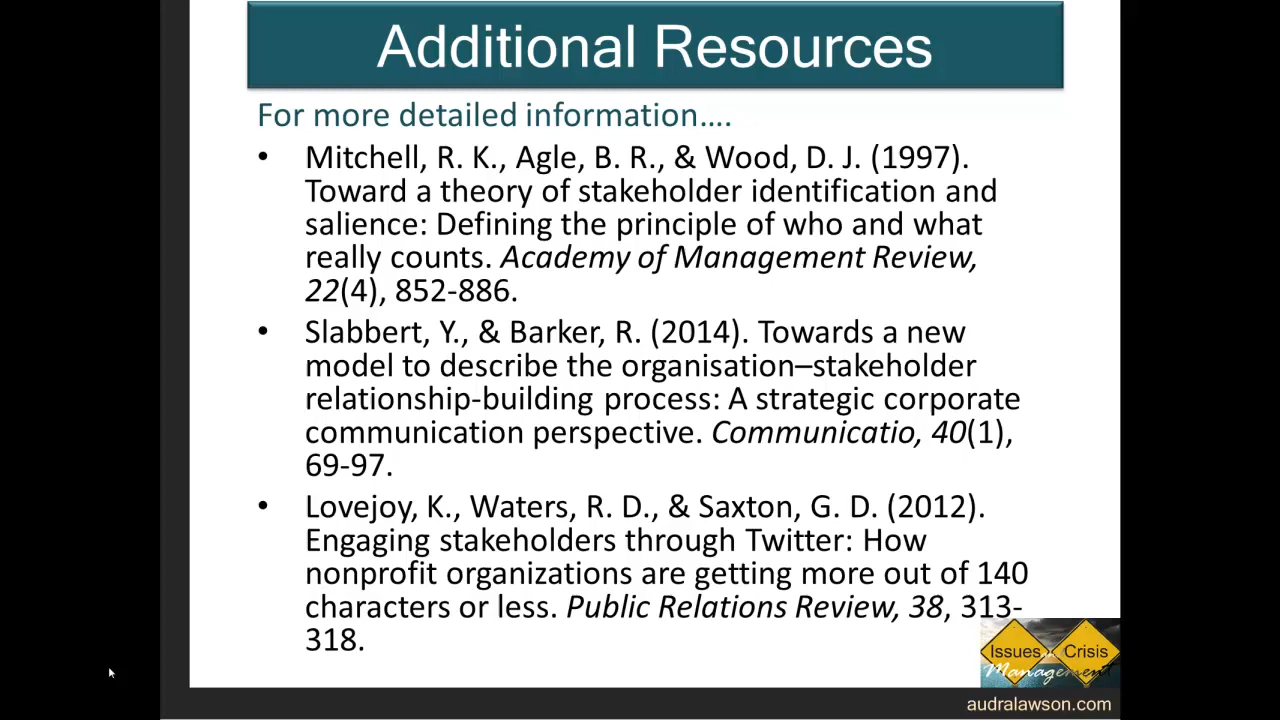 Additional Resources
For more detailed information….
• Mitchell, R. K., Agle, B. R., & Wood, D. J. (1997).
Toward a theory of stakeholder identification and
salience: Defining the principle of who and what
really counts. Academy of Management Review,
22(4), 852-886.
• Slabbert, Y., & Barker, R. (2014). Towards a new
model to describe the organisation–stakeholder
relationship-building process: A strategic corporate
communication perspective. Communicatio, 40(1),
69-97.
• Lovejoy, K., Waters, R. D., & Saxton, G. D. (2012).
Engaging stakeholders through Twitter: How
nonprofit organizations are getting more out of 140
characters or less. Public Relations Review, 38, 313-
318.
Issues Crisis
Management
audralawson.com